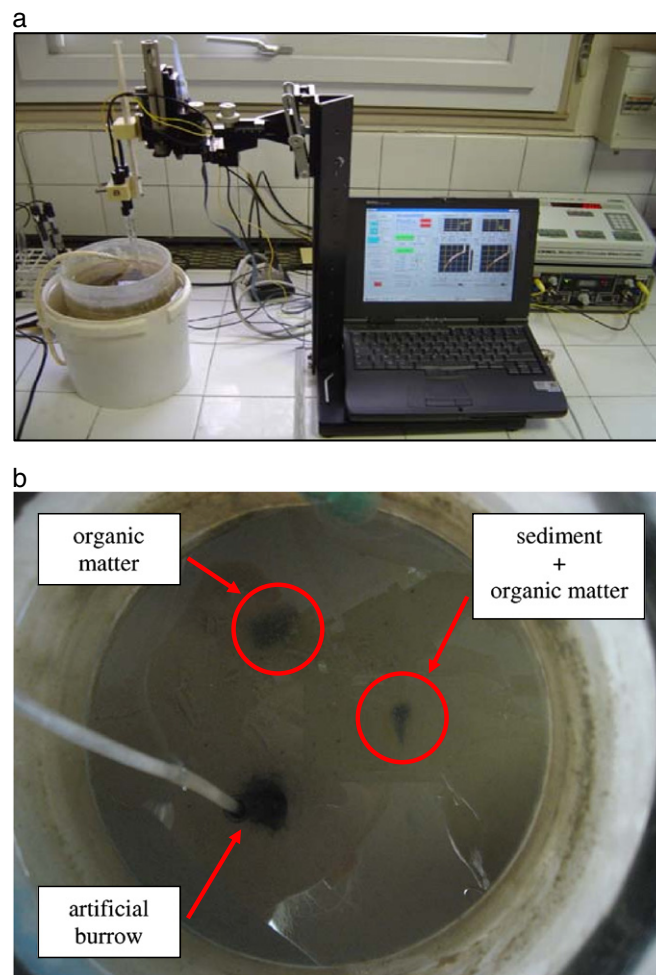 a
b
organic
matter
sediment
+
organic matter
artificial
burrow